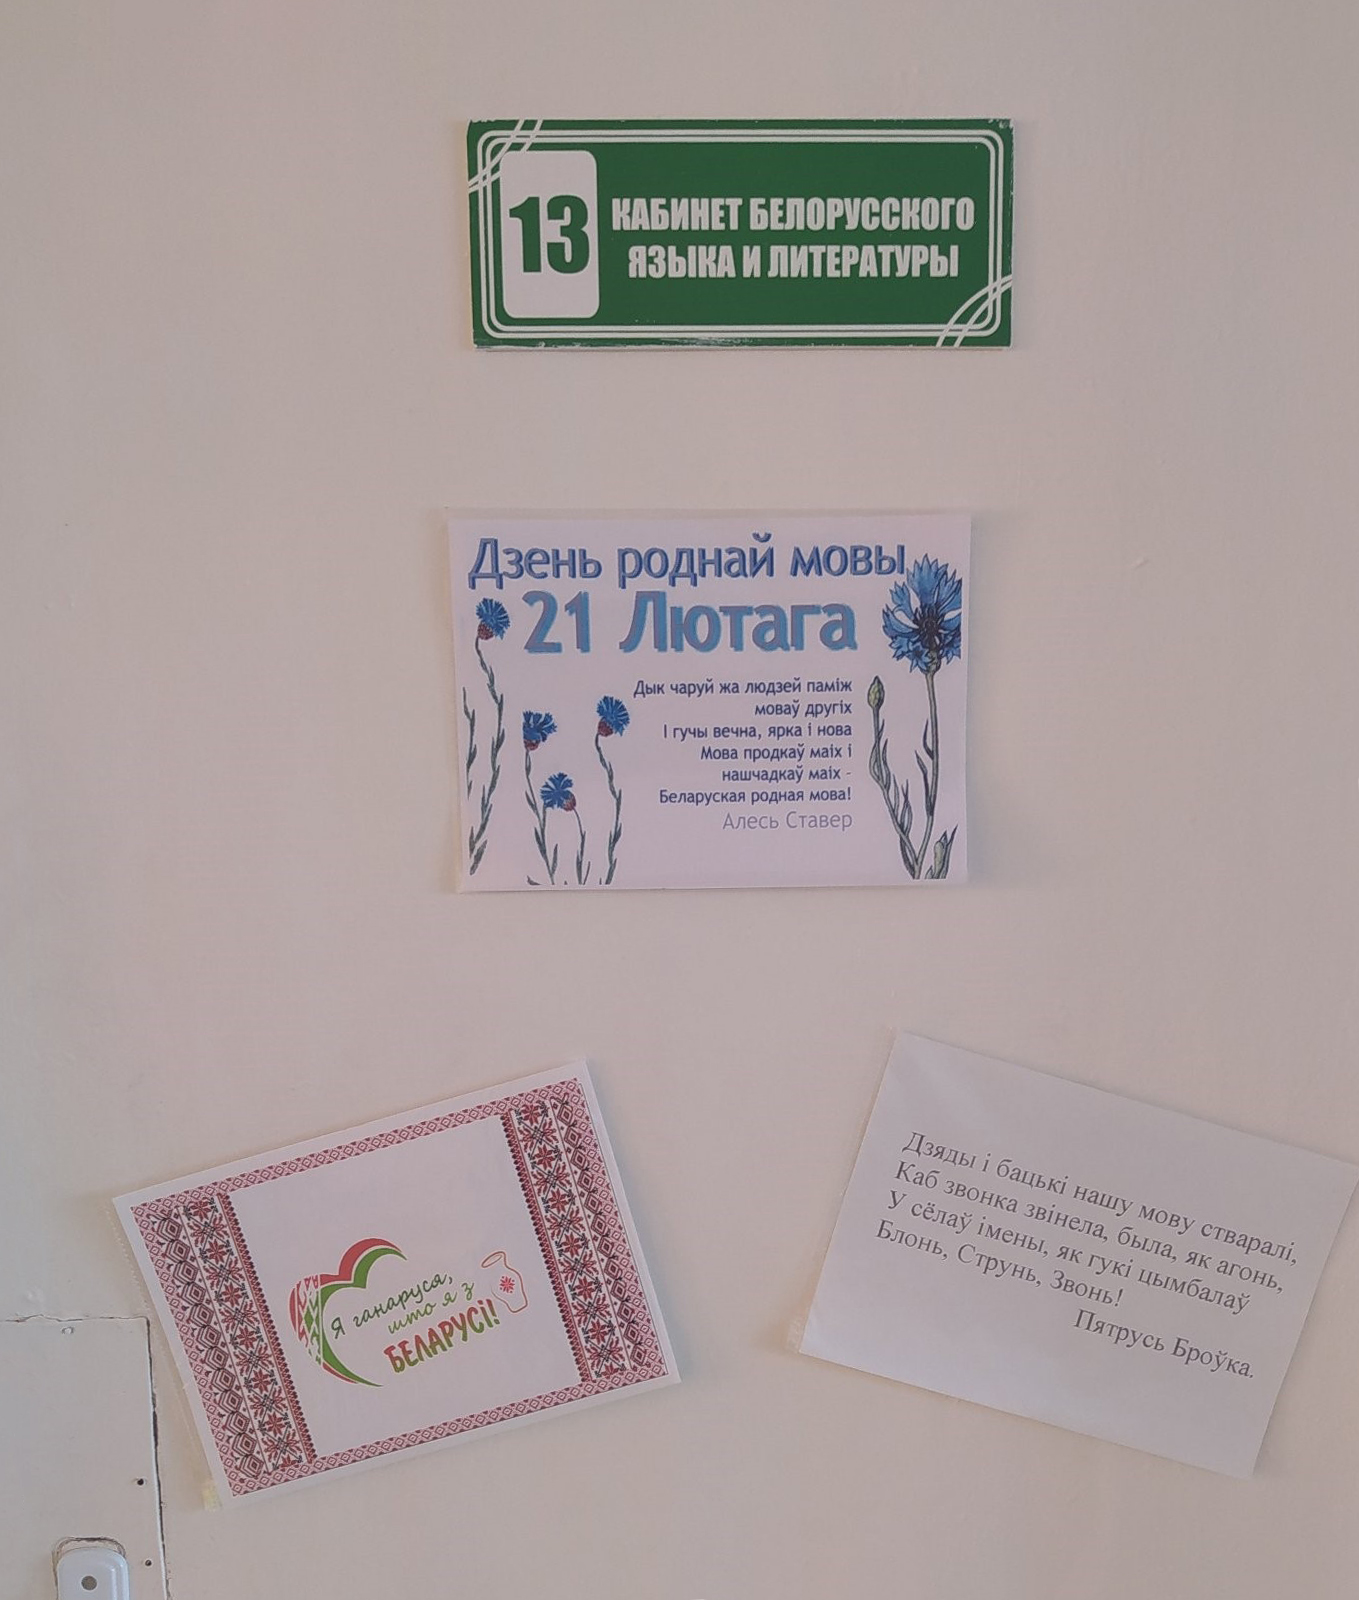 13
КАБИНЕТ БЕЛОРУССКОГО
ЯЗЫКА И ЛИТЕРАТУРЫ
Дзень роднай мовы
21 Лютага
Дык чаруй жа людзей паміж
моваў другіх
І гучы вечна, ярка і нова
Мова продкаў маіх і
нашчадкаў маіх -
Беларуская родная мова!
Алесь Ставер
Я ганаруся,
што я з
БЕЛАРУСІ!
Дзяды і бацькі нашу мову стваралі,
Каб звонка звінела, была, як агонь,
У сёлаў імены, як гукі цымбалаў
Блонь, Струнь, Звонь!
Пятрусь Броўка.